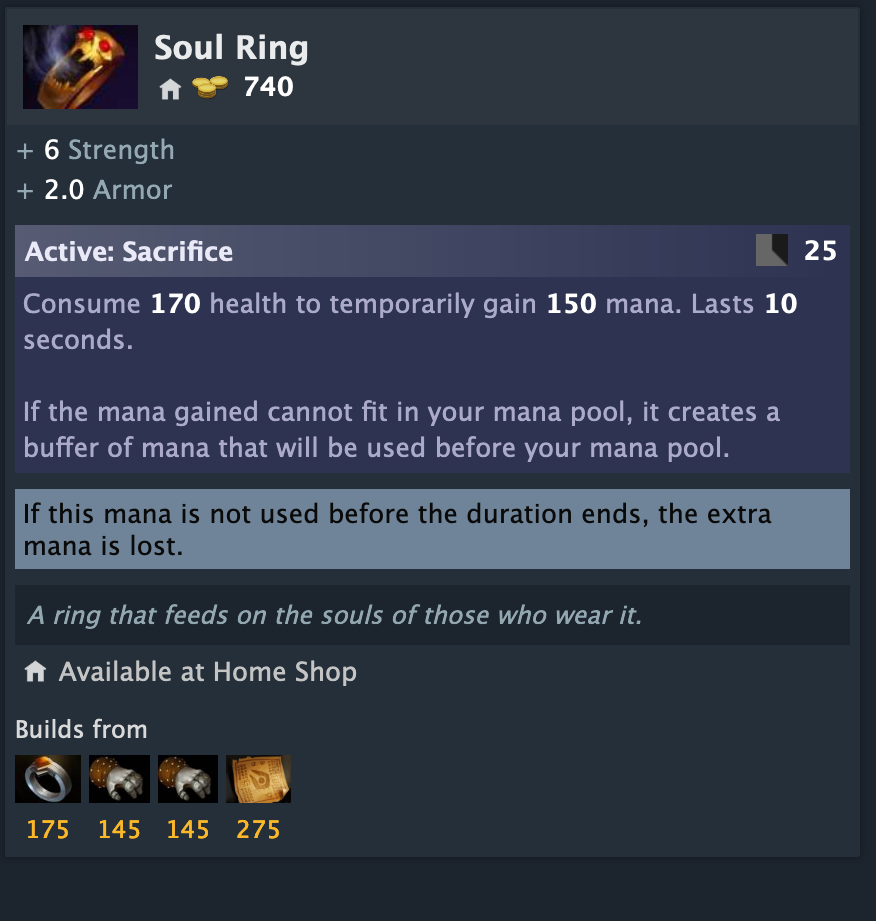 Soul Ring
740
+ 6 Strength
+ 2.0 Armor
Active: Sacrifice 25
Consume 170 health to temporarily gain 150 mana. Lasts 10
seconds.
If the mana gained cannot fit in your mana pool, it creates a
buffer of mana that will be used before your mana pool.
If this mana is not used before the duration ends, the extra
mana is lost.
A ring that feeds on the souls of those who wear it.
Available at Home Shop
Builds from
175 145 145 275